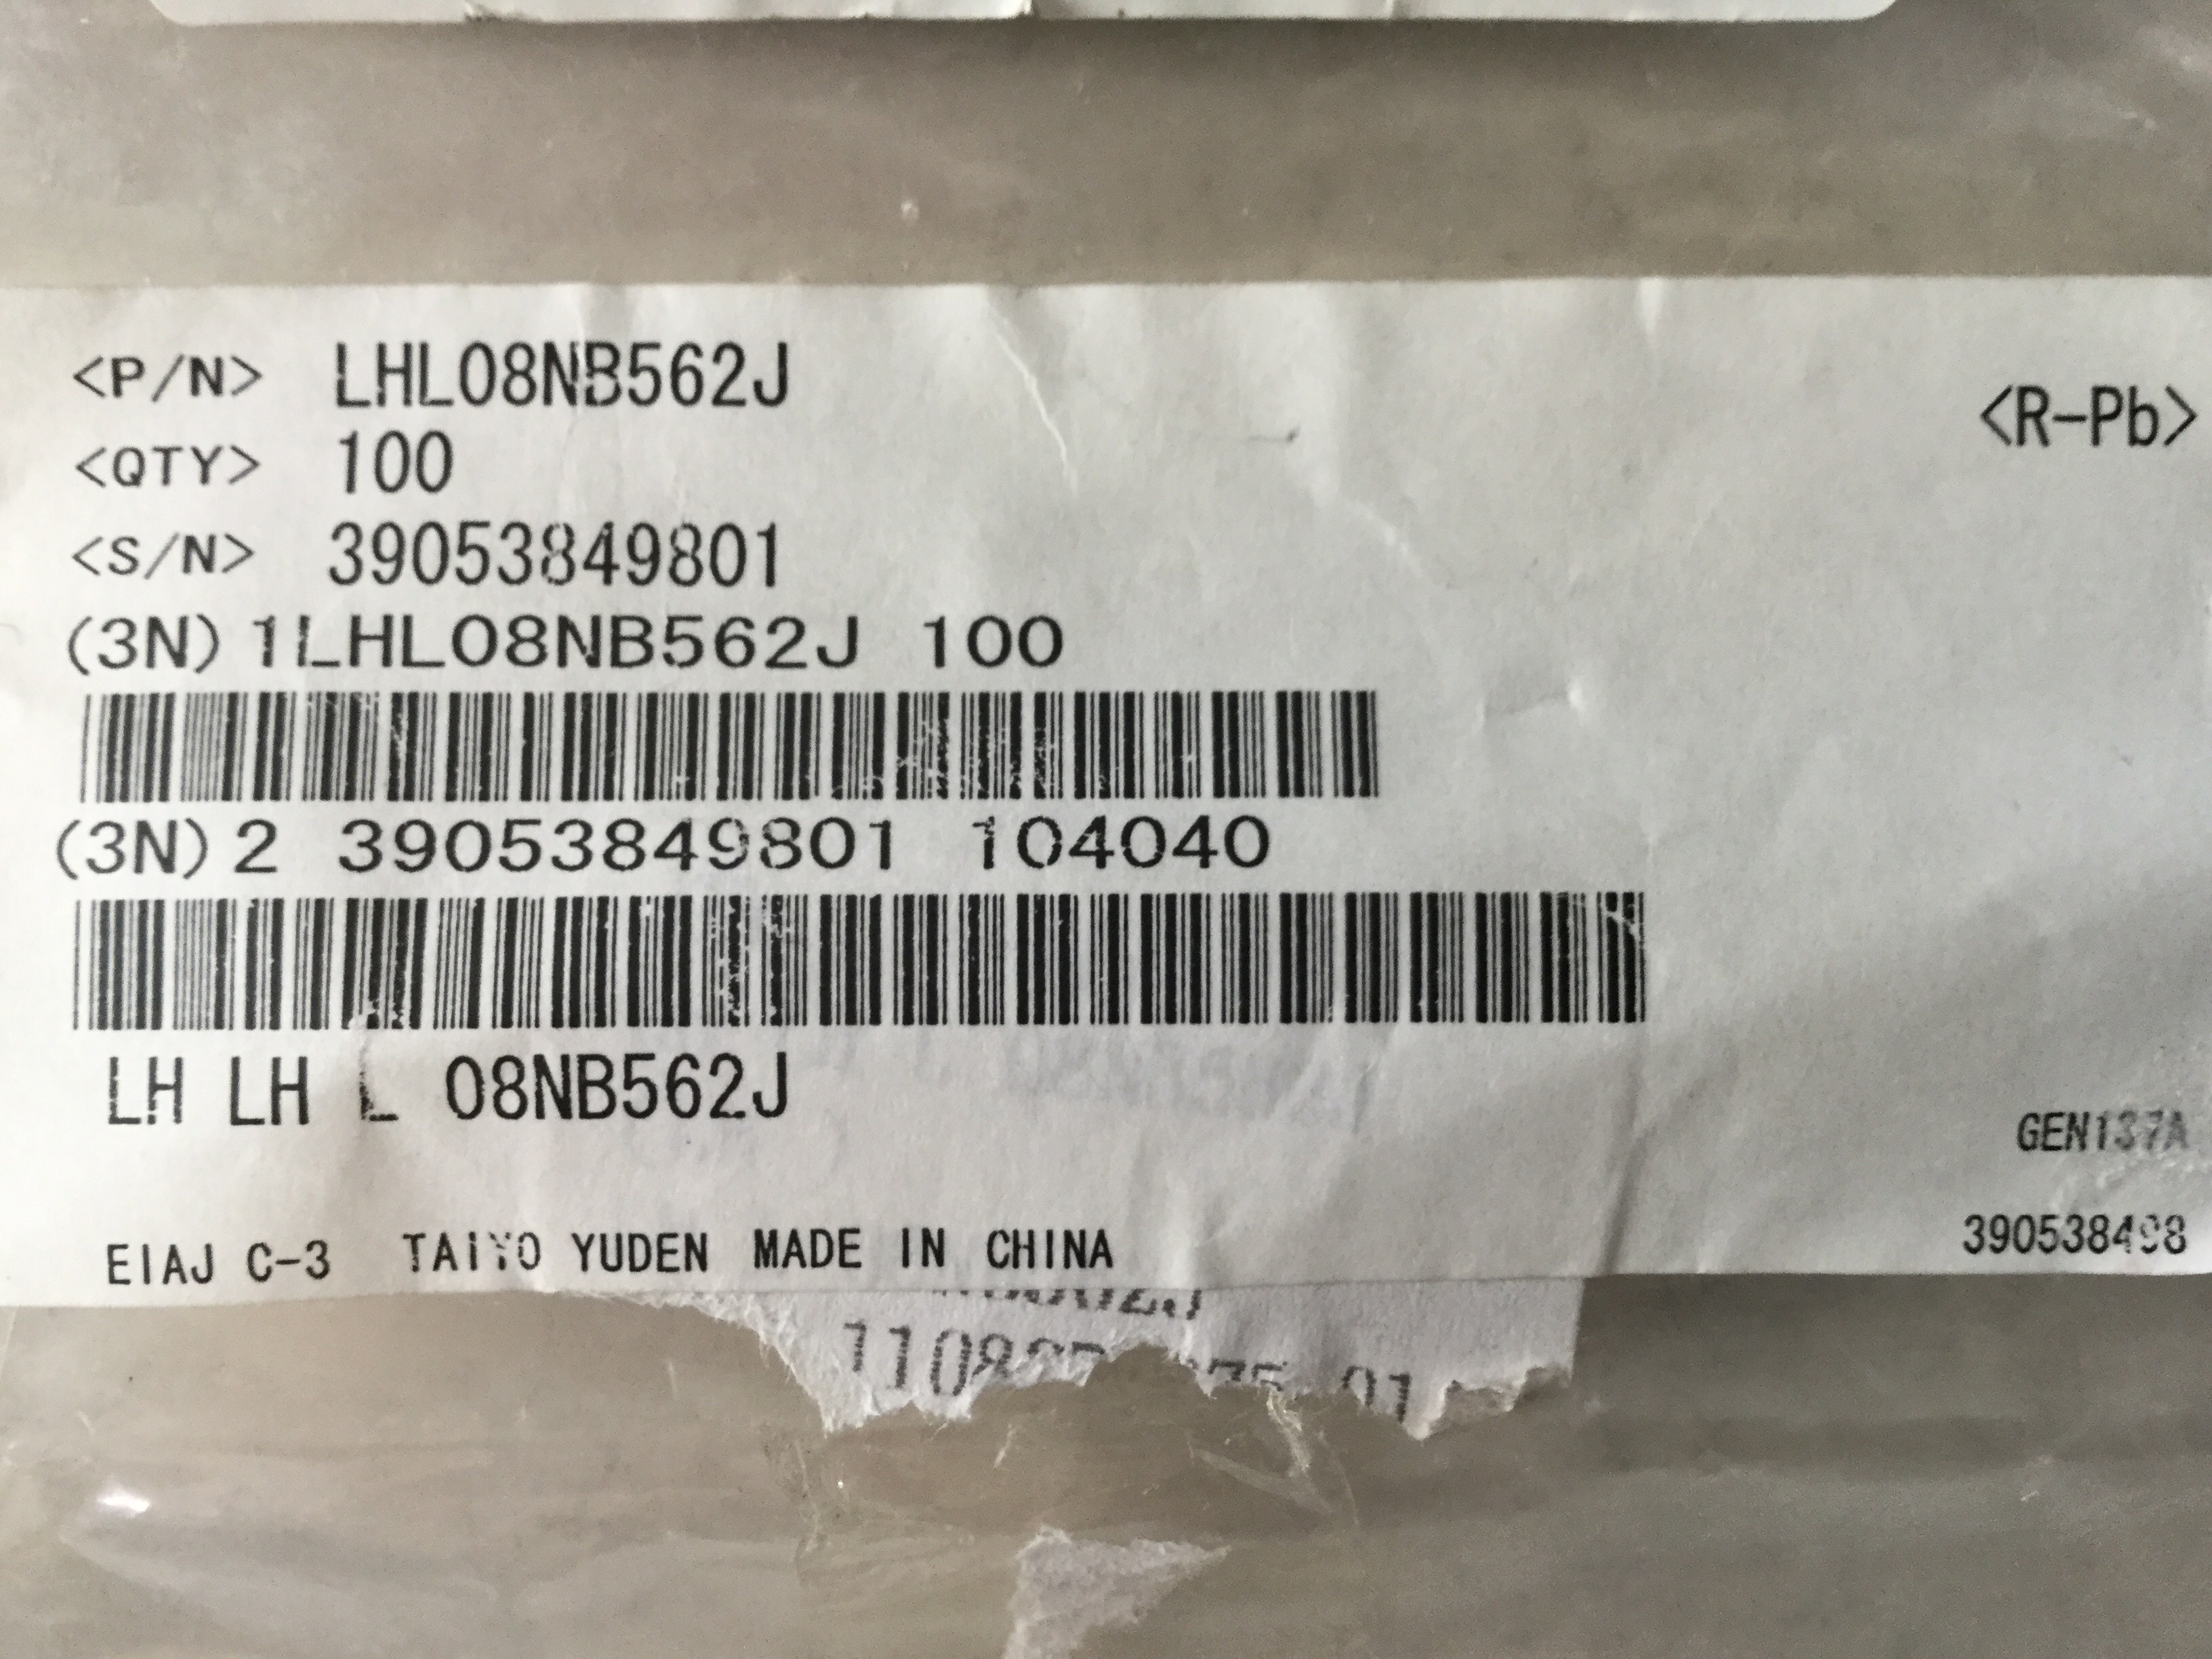 <P/N> LHL08NB562J
<R-Pb>
<QTY> 100
<S/N> 39053849801
(3N)1LHL08NB562J 100
(3N)2 39053849801 104040
LH LH L 08NB562J
GEN137A
390538498
EIAJ C-3 TAIYO YUDEN MADE IN CHINA